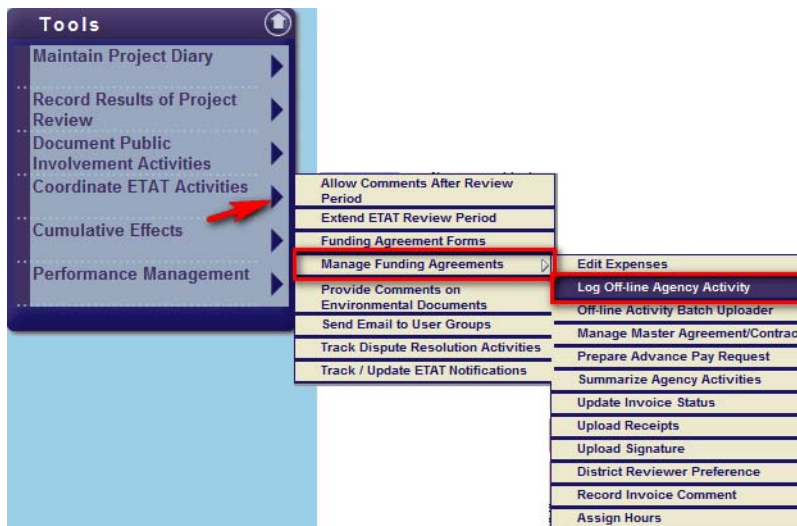 Tools
Maintain Project Diary
Record Results of Project
Review
Document Public
Involvement Activities
Coordinate ETAT Activities
Cumulative Effects
Performance Management
Allow Comments After Review
Period
Extend ETAT Review Period
Funding Agreement Forms
Manage Funding Agreements
Provide Comments on
Environmental Documents
Send Email to User Groups
Track Dispute Resolution Activities
Track / Update ETAT Notifications
Edit Expenses
Log Off-line Agency Activity
Off-line Activity Batch Uploader
Manage Master Agreement/Contrac
Prepare Advance Pay Request
Summarize Agency Activities
Update Invoice Status
Upload Receipts
Upload Signature
District Reviewer Preference
Record Invoice Comment
Assign Hours